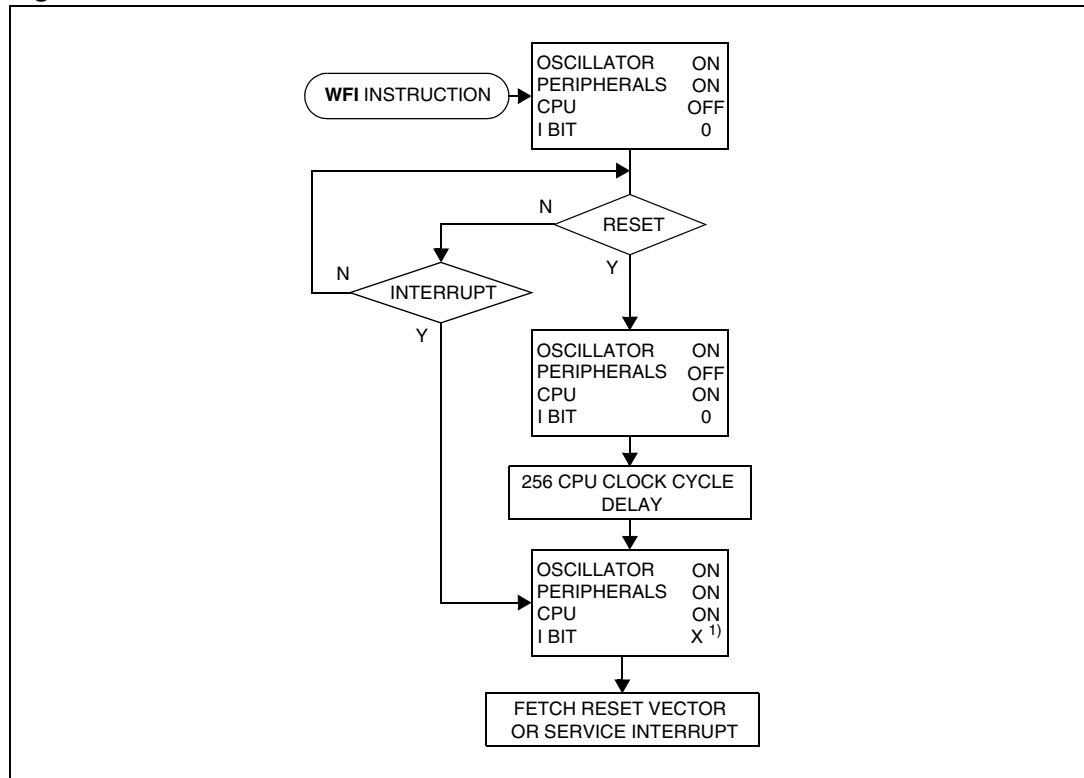 WFI INSTRUCTION
OSCILLATOR ON
PERIPHERALS ON
CPU OFF
I BIT 0
RESET
N
Y
INTERRUPT
N
Y
OSCILLATOR ON
PERIPHERALS OFF
CPU ON
I BIT 0
256 CPU CLOCK CYCLE
DELAY
OSCILLATOR ON
PERIPHERALS ON
CPU ON
I BIT X 1)
FETCH RESET VECTOR
OR SERVICE INTERRUPT